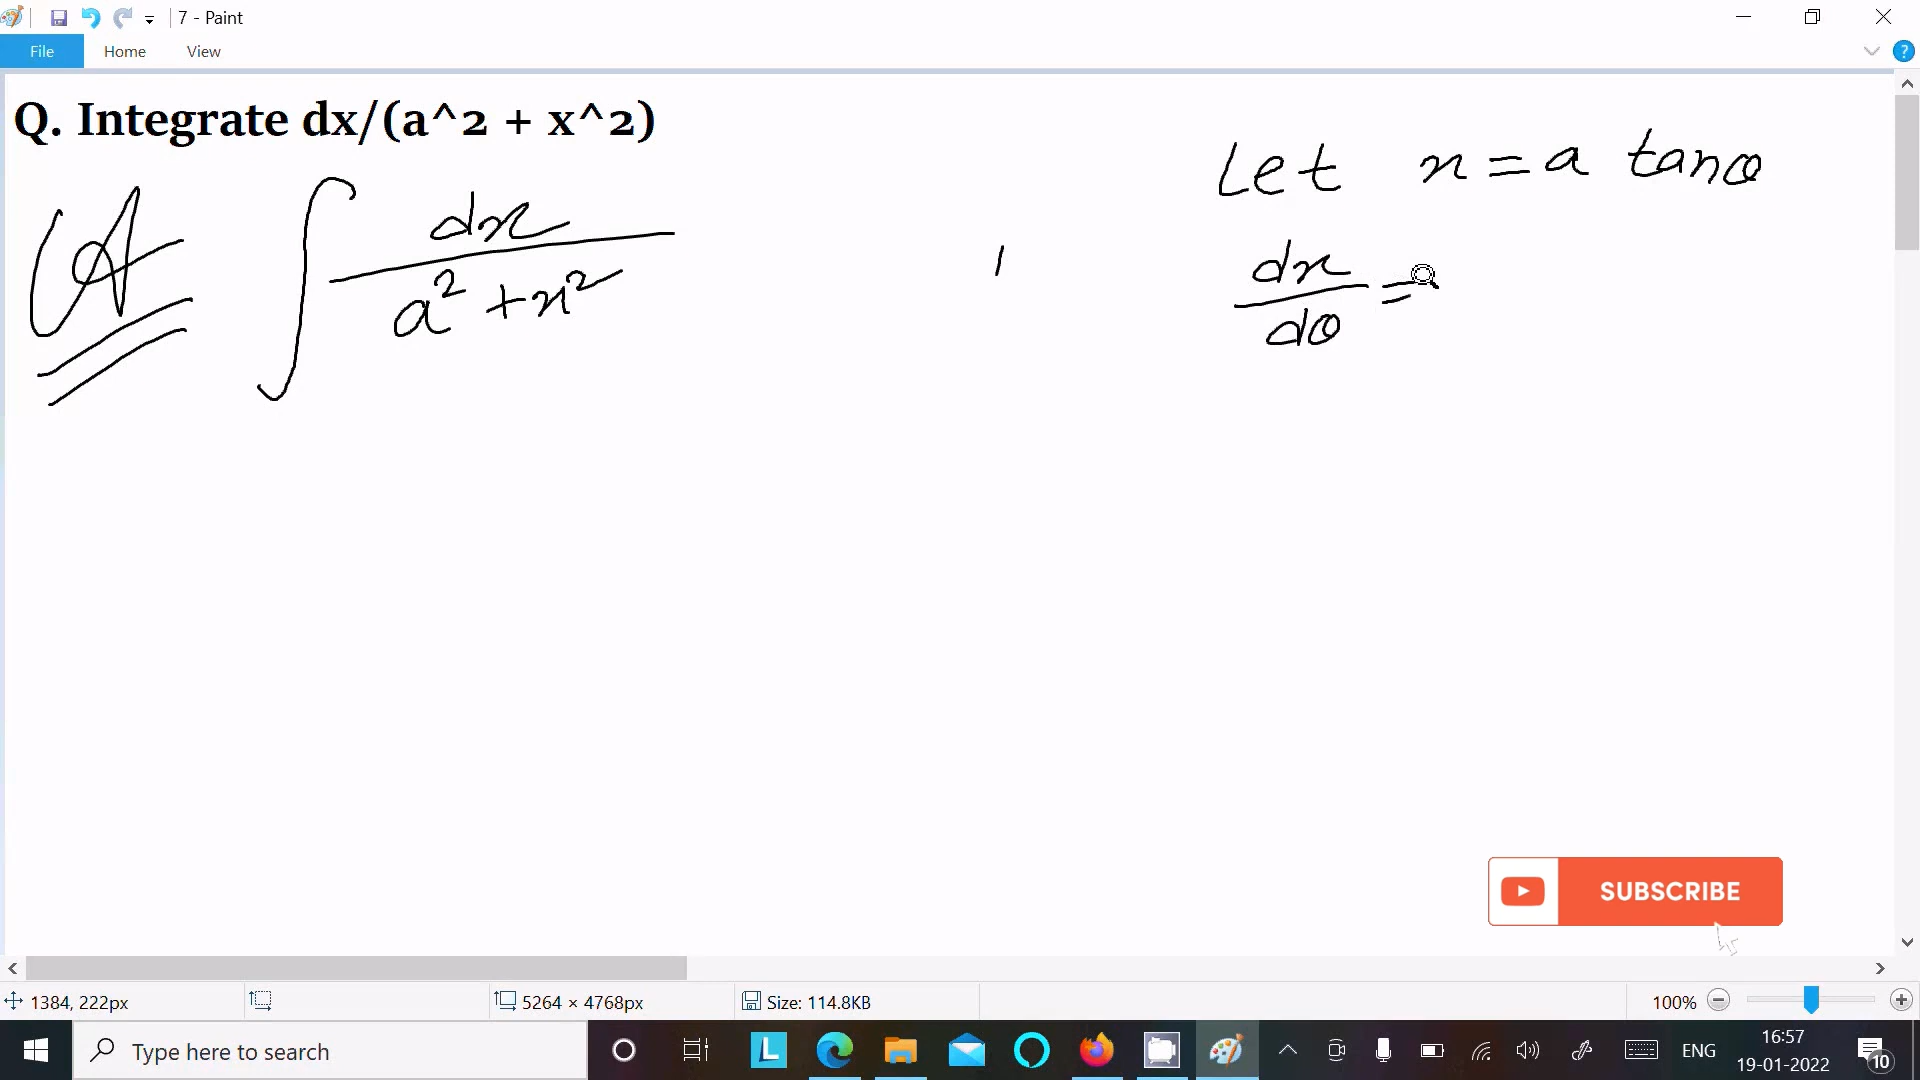 7 - Paint
File Home View
Q. Integrate dx/(a^2 + x^2)
A ∫ dx / a² + x²
Let x = a tanθ
dx / dθ =
SUBSCRIBE
1384, 222px 5264 × 4768px Size: 114.8KB 100%
Type here to search
L
ENG
16:57
19-01-2022
10